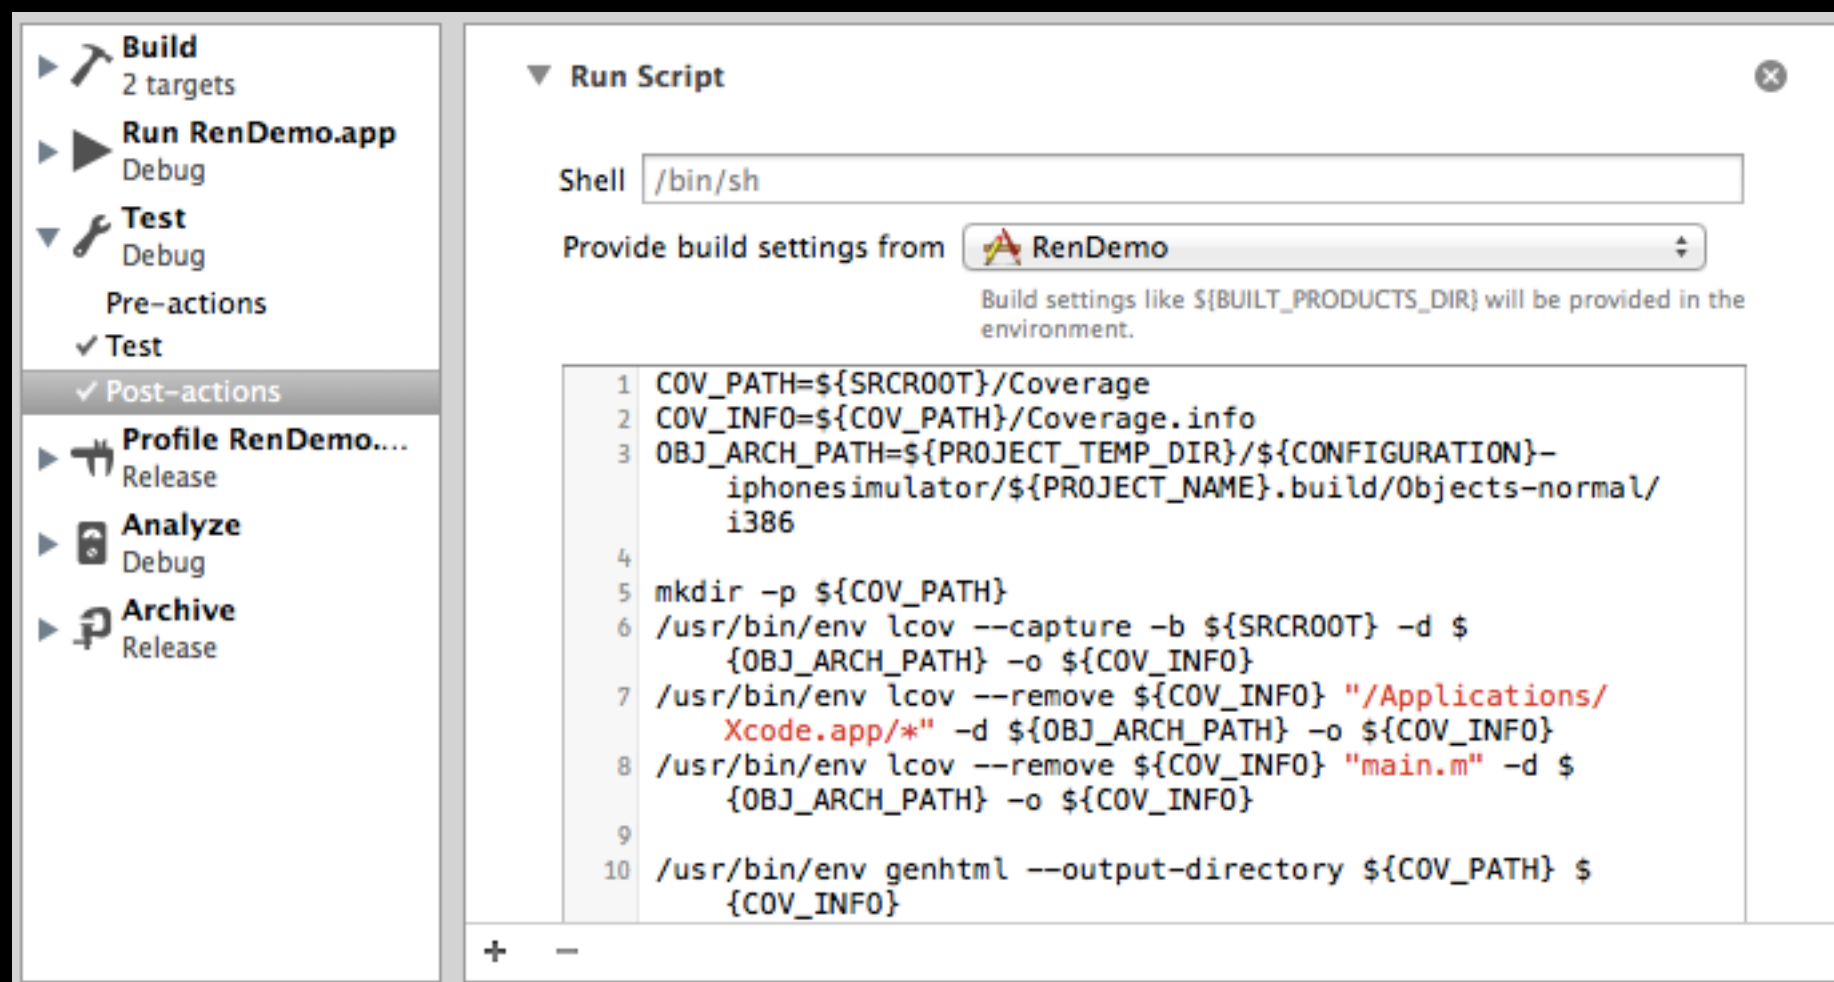 Build
2 targets
Run RenDemo.app
Debug
Test
Debug
Pre-actions
Test
Post-actions
Profile RenDemo....
Release
Analyze
Debug
Archive
Release
Run Script
Shell /bin/sh
Provide build settings from RenDemo
Build settings like ${BUILT_PRODUCTS_DIR} will be provided in the
environment.
1 COV_PATH=${SRCROOT}/Coverage
2 COV_INFO=${COV_PATH}/Coverage.info
3 OBJ_ARCH_PATH=${PROJECT_TEMP_DIR}/${CONFIGURATION}-
iphonesimulator/${PROJECT_NAME}.build/Objects-normal/
i386
4
5 mkdir -p ${COV_PATH}
6 /usr/bin/env lcov --capture -b ${SRCROOT} -d $
{OBJ_ARCH_PATH} -o ${COV_INFO}
7 /usr/bin/env lcov --remove ${COV_INFO} "/Applications/
Xcode.app/*" -d ${OBJ_ARCH_PATH} -o ${COV_INFO}
8 /usr/bin/env lcov --remove ${COV_INFO} "main.m" -d $
{OBJ_ARCH_PATH} -o ${COV_INFO}
9
10 /usr/bin/env genhtml --output-directory ${COV_PATH} $
{COV_INFO}